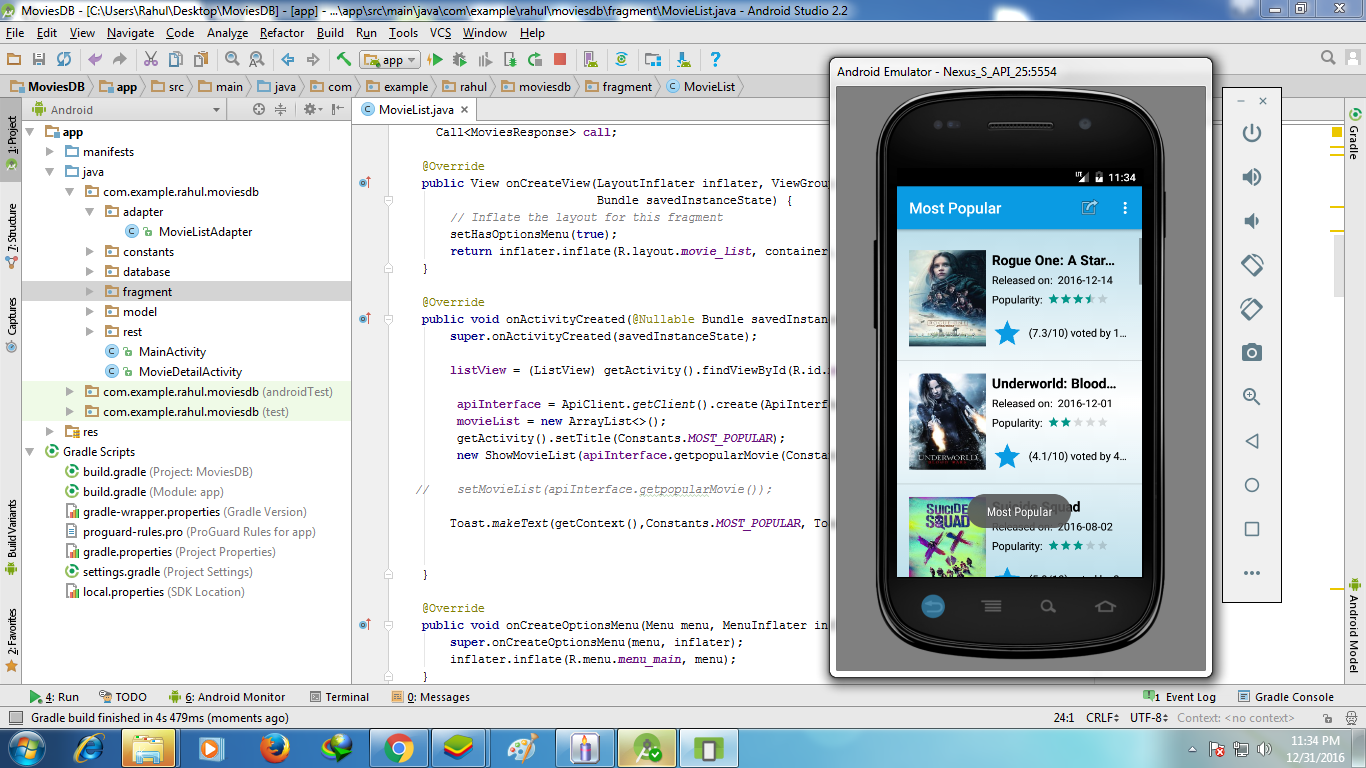 MoviesDB - [C:\Users\Rahul\Desktop\MoviesDB] - [app] - ...\app\src\main\java\com\example\rahul\moviesdb\fragment\MovieList.java - Android Studio 2.2
File Edit View Navigate Code Analyze Refactor Build Run Tools VCS Window Help
app
MoviesDB app src main java com example rahul moviesdb fragment MovieList
Android
MovieList.java
1: Project
7: Structure
Captures
Build Variants
2: Favorites
app
manifests
java
com.example.rahul.moviesdb
adapter
MovieListAdapter
constants
database
fragment
model
rest
MainActivity
MovieDetailActivity
com.example.rahul.moviesdb (androidTest)
com.example.rahul.moviesdb (test)
res
Gradle Scripts
build.gradle (Project: MoviesDB)
build.gradle (Module: app)
gradle-wrapper.properties (Gradle Version)
proguard-rules.pro (ProGuard Rules for app)
gradle.properties (Project Properties)
settings.gradle (Project Settings)
local.properties (SDK Location)
Call<MoviesResponse> call;
@Override
public View onCreateView(LayoutInflater inflater, ViewGroup
Bundle savedInstanceState) {
// Inflate the layout for this fragment
setHasOptionsMenu(true);
return inflater.inflate(R.layout.movie_list, container
}
@Override
public void onActivityCreated(@Nullable Bundle savedInstan
super.onActivityCreated(savedInstanceState);
listView = (ListView) getActivity().findViewById(R.id.
apiInterface = ApiClient.getClient().create(ApiInterf
movieList = new ArrayList<>();
getActivity().setTitle(Constants.MOST_POPULAR);
new ShowMovieList(apiInterface.getpopularMovie(Consta
// setMovieList(apiInterface.getpopularMovie());
Toast.makeText(getContext(),Constants.MOST_POPULAR, To
}
@Override
public void onCreateOptionsMenu(Menu menu, MenuInflater in
super.onCreateOptionsMenu(menu, inflater);
inflater.inflate(R.menu.menu_main, menu);
}
Android Emulator - Nexus_S_API_25:5554
LTE 11:34
Most Popular
Rogue One: A Star...
Released on: 2016-12-14
Popularity:
(7.3/10) voted by 1...
UNDERWORLD
Underworld: Blood...
Released on: 2016-12-01
Popularity:
(4.1/10) voted by 4...
SUICIDE SQUAD
Most Popular
Released on: 2016-08-02
Popularity:
Gradle
Android Model
4: Run TODO 6: Android Monitor Terminal 0: Messages 1 Event Log Gradle Console
Gradle build finished in 4s 479ms (moments ago) 24:1 CRLF UTF-8 Context: <no context>
11:34 PM
12/31/2016